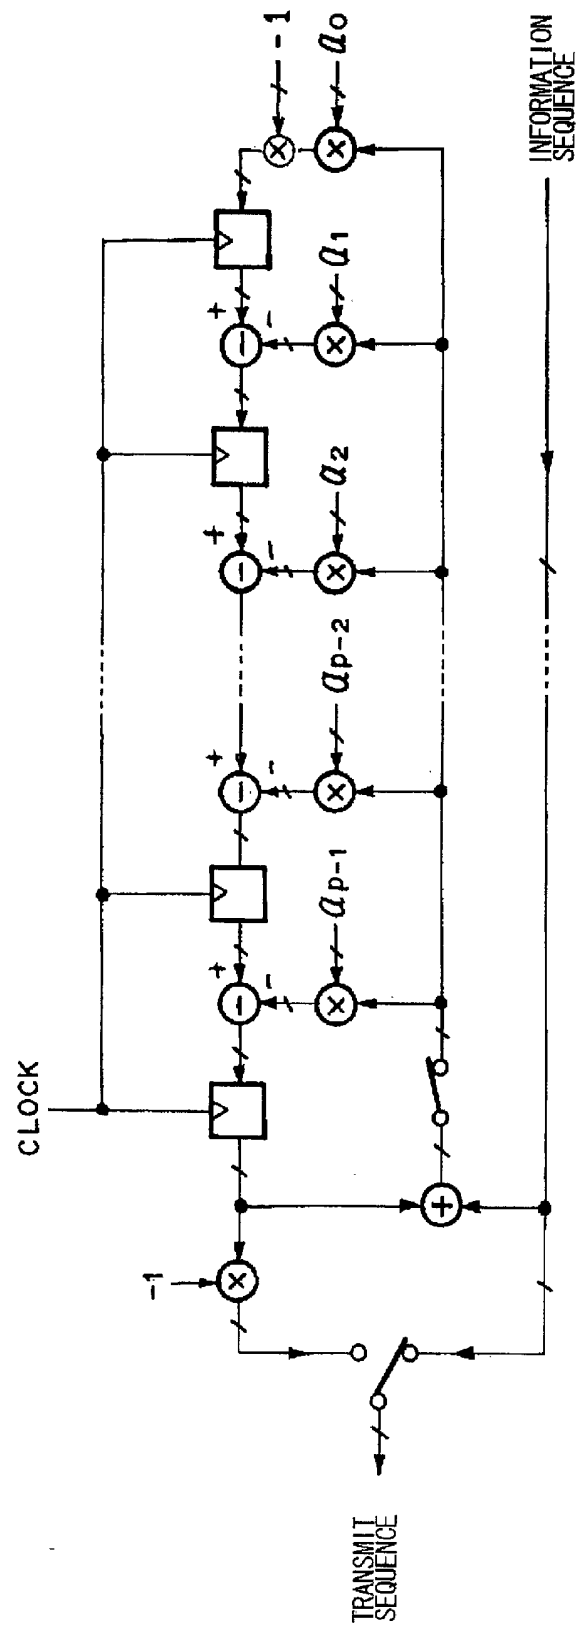 CLOCK
-1
TRANSMIT
SEQUENCE
+
-
-
ap-1
+
-
-
ap-2
+
-
-
a2
+
-
-
a1
-1
a0
×
×
×
×
×
×
×
+
INFORMATION
SEQUENCE